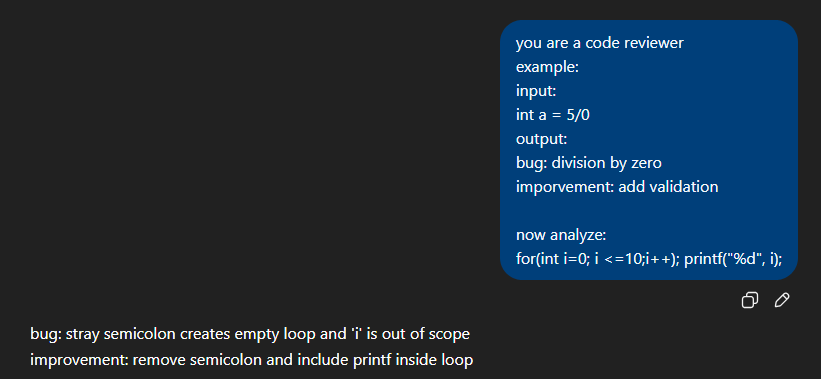 you are a code reviewer
example:
input:
int a = 5/0
output:
bug: division by zero
imporvement: add validation
now analyze:
for(int i=0; i <=10;i++); printf("%d", i);
bug: stray semicolon creates empty loop and 'i' is out of scope
improvement: remove semicolon and include printf inside loop